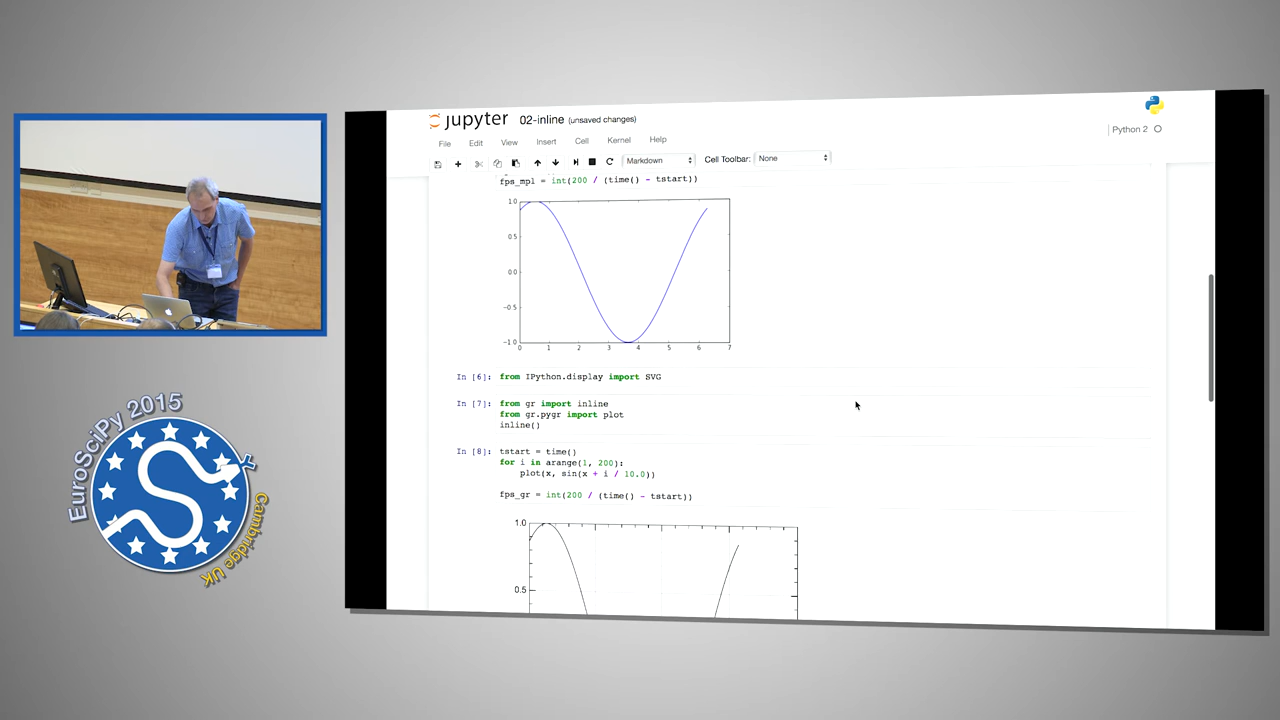 jupyter 02-inline (unsaved changes)
File Edit View Insert Cell Kernel Help
Python 2
Markdown Cell Toolbar: None
fps_mpl = int(200 / (time() - tstart))
1.0
0.5
0.0
-0.5
-1.0
0 1 2 3 4 5 6 7
In [6]: from IPython.display import SVG
In [7]: from gr import inline
from gr.pygr import plot
inline()
In [8]: tstart = time()
for i in arange(1, 200):
plot(x, sin(x + i / 10.0))
fps_gr = int(200 / (time() - tstart))
1.0
0.5
EuroSciPy 2015
Cambridge UK